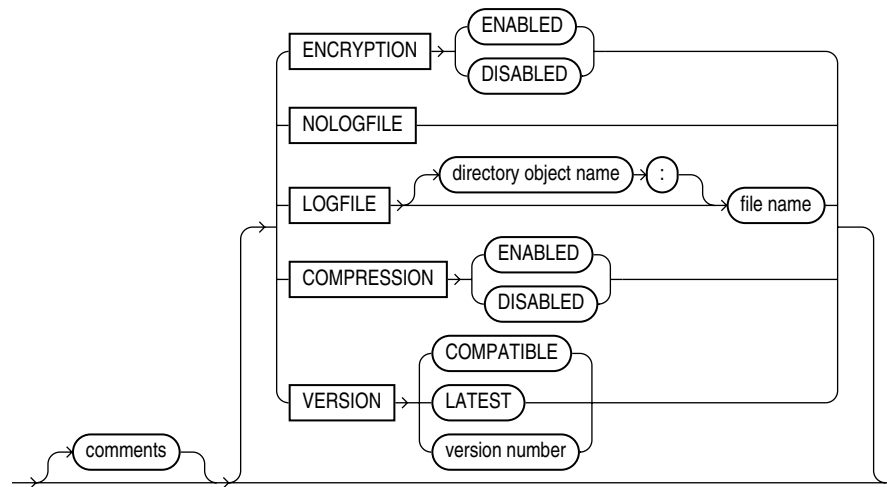 ENCRYPTION
ENABLED
DISABLED
NOLOGFILE
LOGFILE
directory object name
:
file name
COMPRESSION
ENABLED
DISABLED
VERSION
COMPATIBLE
LATEST
version number
comments